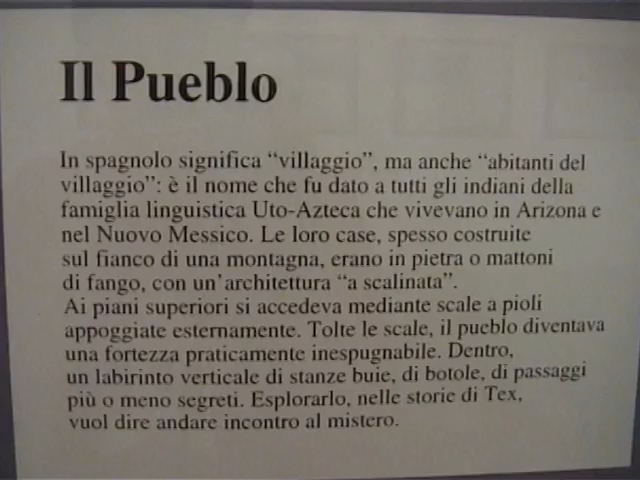 Il Pueblo
In spagnolo significa “villaggio”, ma anche “abitanti del
villaggio”: è il nome che fu dato a tutti gli indiani della
famiglia linguistica Uto-Azteca che vivevano in Arizona e
nel Nuovo Messico. Le loro case, spesso costruite
sul fianco di una montagna, erano in pietra o mattoni
di fango, con un'architettura “a scalinata”.
Ai piani superiori si accedeva mediante scale a pioli
appoggiate esternamente. Tolte le scale, il pueblo diventava
una fortezza praticamente inespugnabile. Dentro,
un labirinto verticale di stanze buie, di botole, di passaggi
più o meno segreti. Esplorarlo, nelle storie di Tex,
vuol dire andare incontro al mistero.